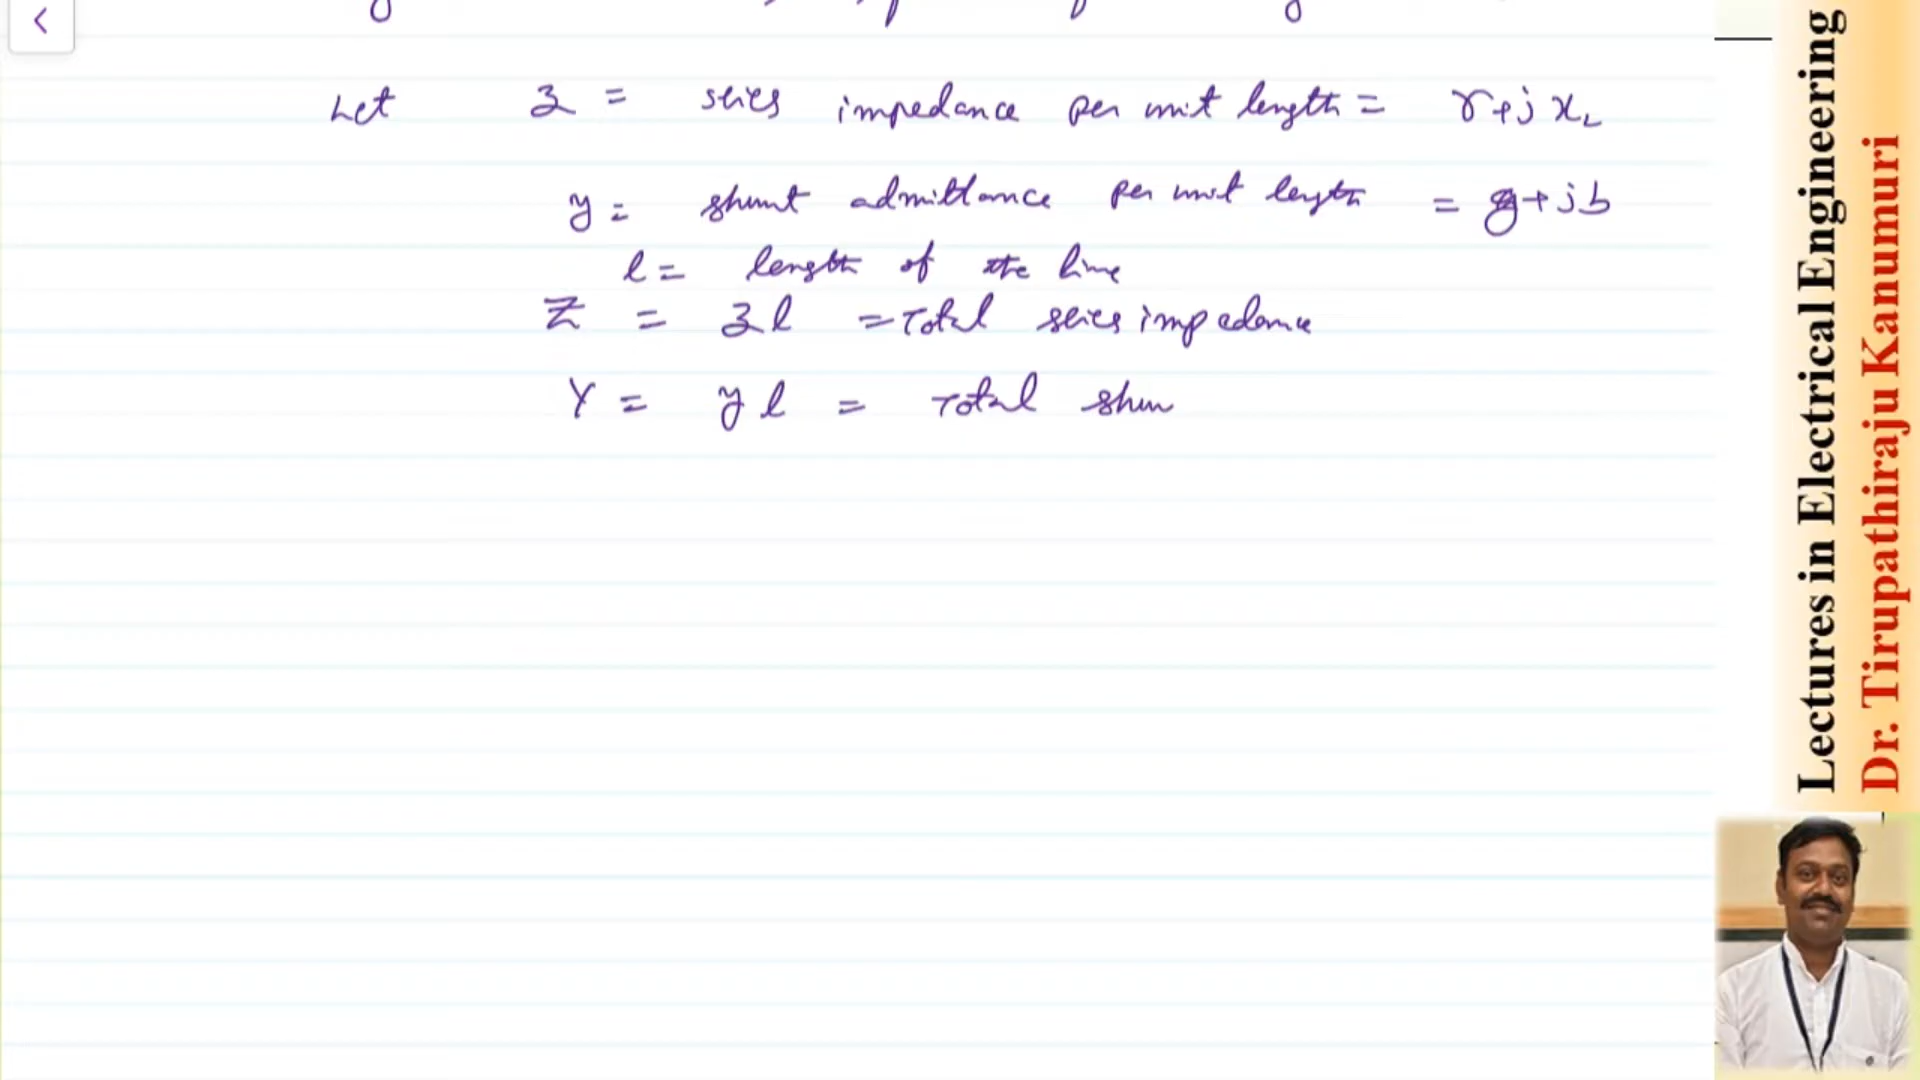 Let z = series impedance per unit length = r+j x_L
y = shunt admittance per unit length = g+jb
l = length of the line
Z = zl = Total series impedance
Y = yl = Total shun
Lectures in Electrical Engineering
Dr. Tirupathiraju Kanumuri